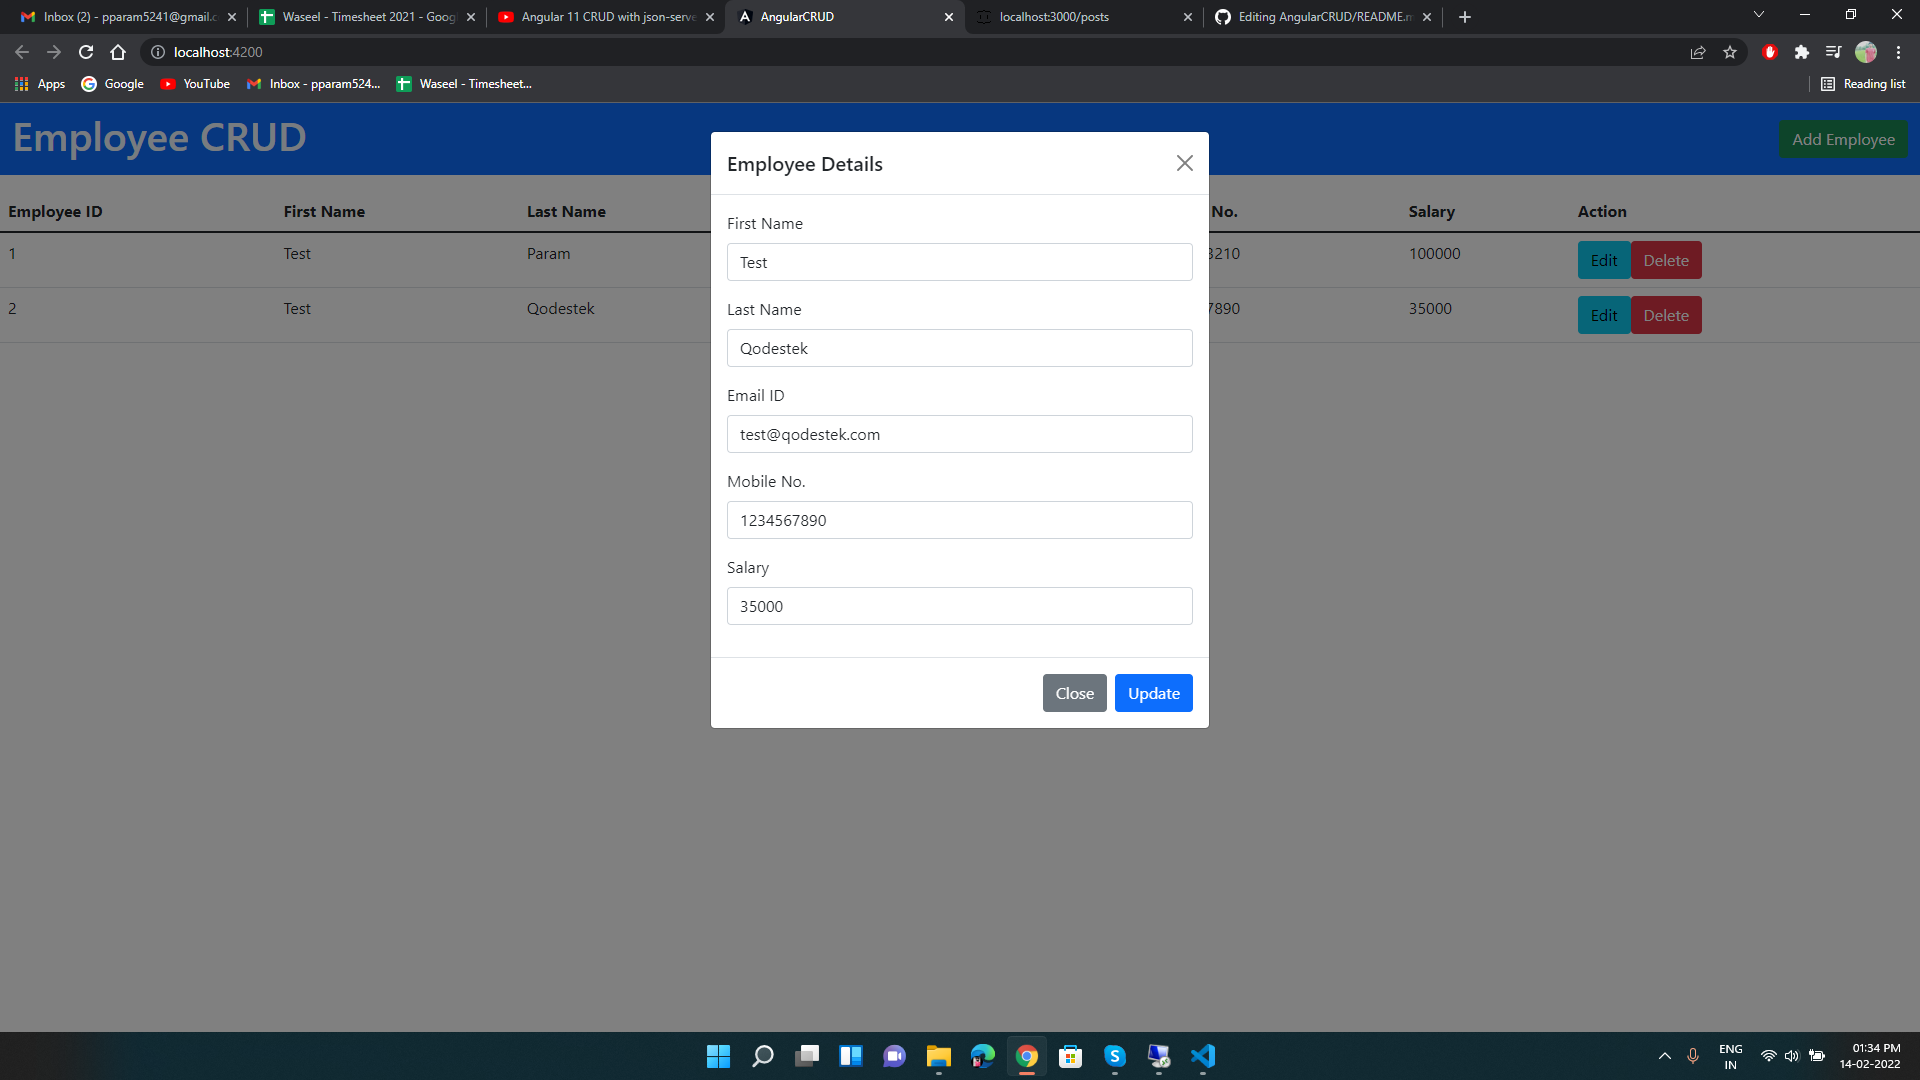 Inbox (2) - pparam5241@gmail.c
Waseel - Timesheet 2021 - Goog
Angular 11 CRUD with json-serve
AngularCRUD
localhost:3000/posts
Editing AngularCRUD/README.m
localhost:4200
Apps
Google
YouTube
Inbox - pparam524...
Waseel - Timesheet...
Reading list
Employee CRUD
Add Employee
Employee ID First Name Last Name No. Salary Action
1 Test Param 3210 100000 Edit Delete
2 Test Qodestek 7890 35000 Edit Delete
Employee Details
First Name
Test
Last Name
Qodestek
Email ID
test@qodestek.com
Mobile No.
1234567890
Salary
35000
Close Update
ENG
IN
01:34 PM
14-02-2022